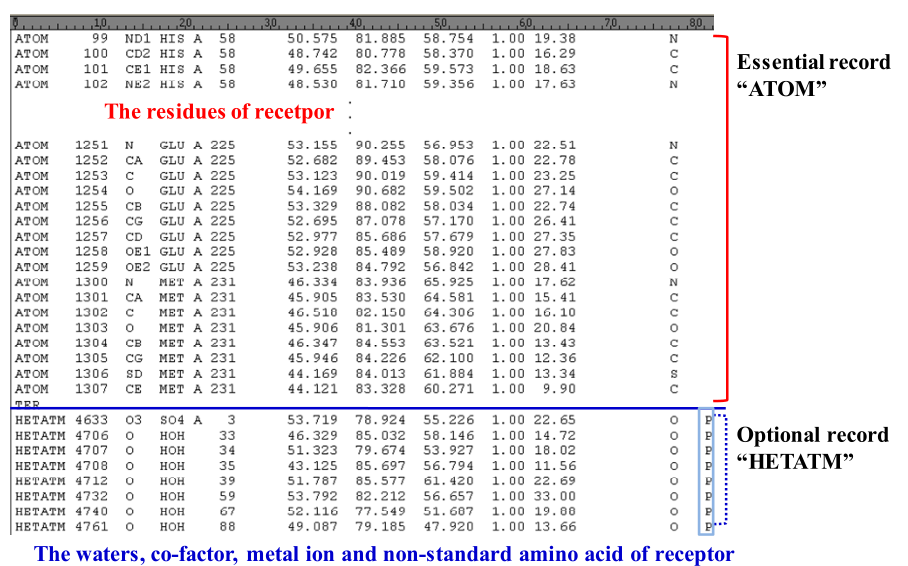 0 10 20 30 40 50 60 70 80
ATOM 99 ND1 HIS A 58 50.575 81.885 58.754 1.00 19.38 N
ATOM 100 CD2 HIS A 58 48.742 80.778 58.370 1.00 16.29 C
ATOM 101 CE1 HIS A 58 49.655 82.366 59.573 1.00 18.63 C
ATOM 102 NE2 HIS A 58 48.530 81.710 59.356 1.00 17.63 N
Essential record
"ATOM"
The residues of recetpor
.
.
.
ATOM 1251 N GLU A 225 53.155 90.255 56.953 1.00 22.51 N
ATOM 1252 CA GLU A 225 52.682 89.453 58.076 1.00 22.78 C
ATOM 1253 C GLU A 225 53.123 90.019 59.414 1.00 23.25 C
ATOM 1254 O GLU A 225 54.169 90.682 59.502 1.00 27.14 O
ATOM 1255 CB GLU A 225 53.329 88.082 58.034 1.00 22.74 C
ATOM 1256 CG GLU A 225 52.695 87.078 57.170 1.00 26.41 C
ATOM 1257 CD GLU A 225 52.977 85.686 57.679 1.00 27.35 C
ATOM 1258 OE1 GLU A 225 52.928 85.489 58.920 1.00 27.83 O
ATOM 1259 OE2 GLU A 225 53.238 84.792 56.842 1.00 28.41 O
ATOM 1300 N MET A 231 46.334 83.936 65.925 1.00 17.62 N
ATOM 1301 CA MET A 231 45.905 83.530 64.581 1.00 15.41 C
ATOM 1302 C MET A 231 46.518 82.150 64.306 1.00 16.10 C
ATOM 1303 O MET A 231 45.906 81.301 63.676 1.00 20.84 O
ATOM 1304 CB MET A 231 46.347 84.553 63.521 1.00 13.43 C
ATOM 1305 CG MET A 231 45.946 84.226 62.100 1.00 12.36 C
ATOM 1306 SD MET A 231 44.169 84.013 61.884 1.00 13.34 S
ATOM 1307 CE MET A 231 44.121 83.328 60.271 1.00 9.90 C
TER
HETATM 4633 O3 SO4 A 3 53.719 78.924 55.226 1.00 22.65 O P
HETATM 4706 O HOH 33 46.329 85.032 58.146 1.00 14.72 O P
HETATM 4707 O HOH 34 51.323 79.674 53.927 1.00 18.02 O P
HETATM 4708 O HOH 35 43.125 85.697 56.794 1.00 11.56 O P
HETATM 4712 O HOH 39 51.787 85.577 61.420 1.00 22.69 O P
HETATM 4732 O HOH 59 53.792 82.212 56.657 1.00 33.00 O P
HETATM 4740 O HOH 67 52.116 77.549 51.687 1.00 19.88 O P
HETATM 4761 O HOH 88 49.087 79.185 47.920 1.00 13.66 O P
Optional record
"HETATM"
The waters, co-factor, metal ion and non-standard amino acid of receptor